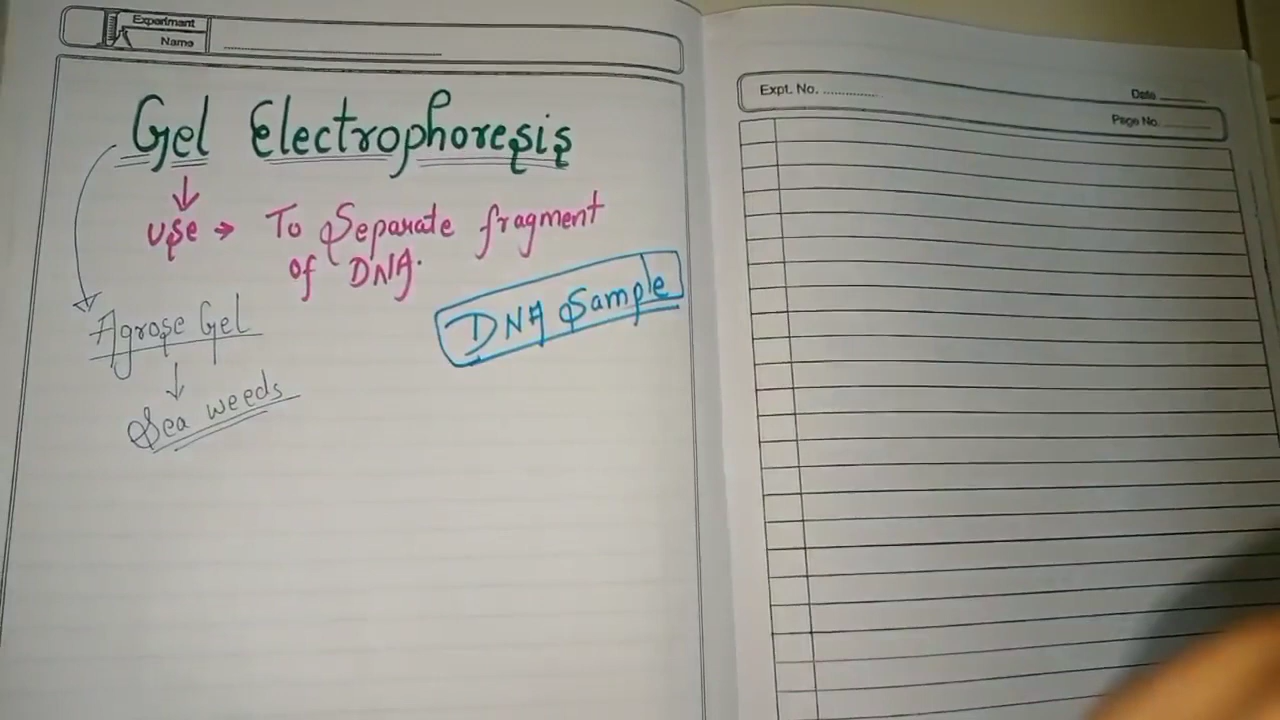 Experiment
Name
Gel Electrophoresis
Use → To Separate fragment
of DNA.
DNA Sample
Agrose Gel
Sea weeds
Expt. No. ..............
Date
Page No.